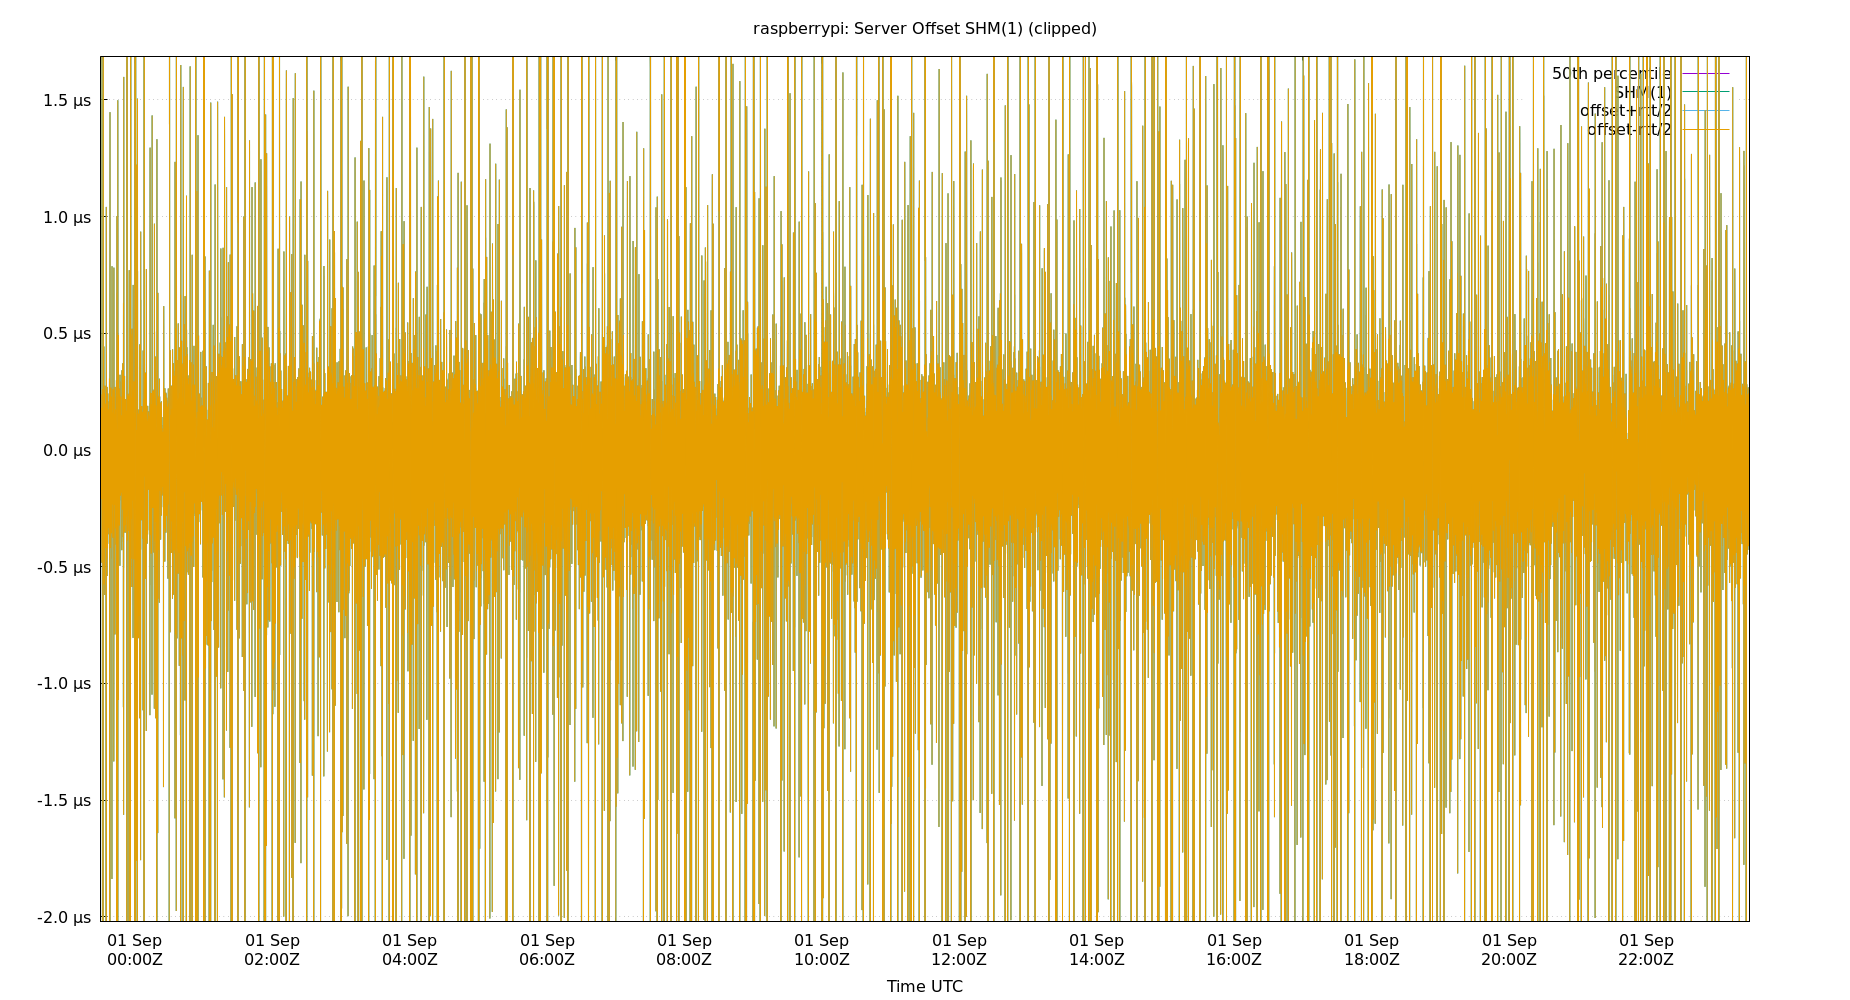 raspberrypi: Server Offset SHM(1) (clipped)
50th percentile
SHM(1)
offset+rtt/2
offset-rtt/2
1.5 µs
1.0 µs
0.5 µs
0.0 µs
-0.5 µs
-1.0 µs
-1.5 µs
-2.0 µs
01 Sep 01 Sep 01 Sep 01 Sep 01 Sep 01 Sep 01 Sep 01 Sep 01 Sep 01 Sep 01 Sep 01 Sep
00:00Z 02:00Z 04:00Z 06:00Z 08:00Z 10:00Z 12:00Z 14:00Z 16:00Z 18:00Z 20:00Z 22:00Z
Time UTC